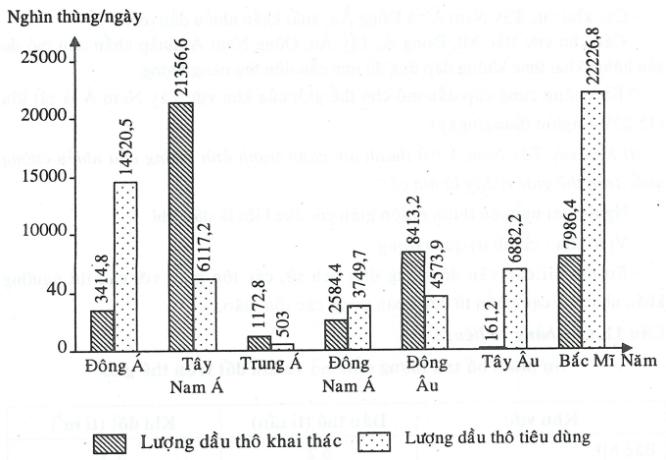 Nghìn thùng/ngày
25000
20000
15000
10000
40
0
3414,8
14520,5
21356,6
6117,2
1172,8
503
2584,4
3749,7
8413,2
4573,9
161,2
6882,2
7986,4
22226,8
Đông Á
Tây Nam Á
Trung Á
Đông Nam Á
Đông Âu
Tây Âu
Bắc Mĩ
Năm
Lượng dầu thô khai thác
Lượng dầu thô tiêu dùng